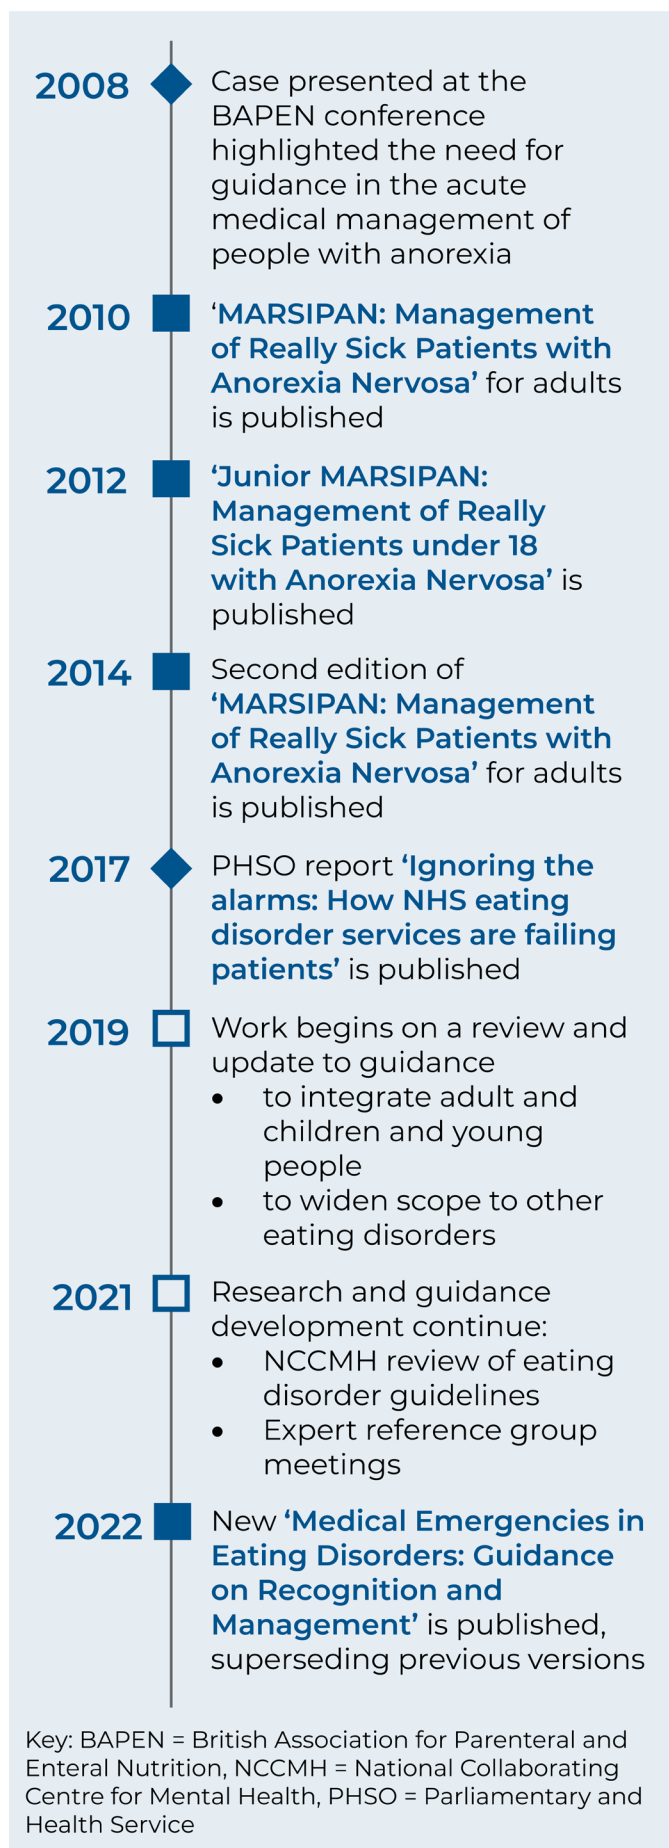 2008
Case presented at the
BAPEN conference
highlighted the need for
guidance in the acute
medical management of
people with anorexia
2010
‘MARSIPAN: Management
of Really Sick Patients with
Anorexia Nervosa’ for adults
is published
2012
‘Junior MARSIPAN:
Management of Really
Sick Patients under 18
with Anorexia Nervosa’ is
published
2014
Second edition of
‘MARSIPAN: Management
of Really Sick Patients with
Anorexia Nervosa’ for adults
is published
2017
PHSO report ‘Ignoring the
alarms: How NHS eating
disorder services are failing
patients’ is published
2019
Work begins on a review and
update to guidance
• to integrate adult and
children and young
people
• to widen scope to other
eating disorders
2021
Research and guidance
development continue:
• NCCMH review of eating
disorder guidelines
• Expert reference group
meetings
2022
New ‘Medical Emergencies in
Eating Disorders: Guidance
on Recognition and
Management’ is published,
superseding previous versions
Key: BAPEN = British Association for Parenteral and
Enteral Nutrition, NCCMH = National Collaborating
Centre for Mental Health, PHSO = Parliamentary and
Health Service